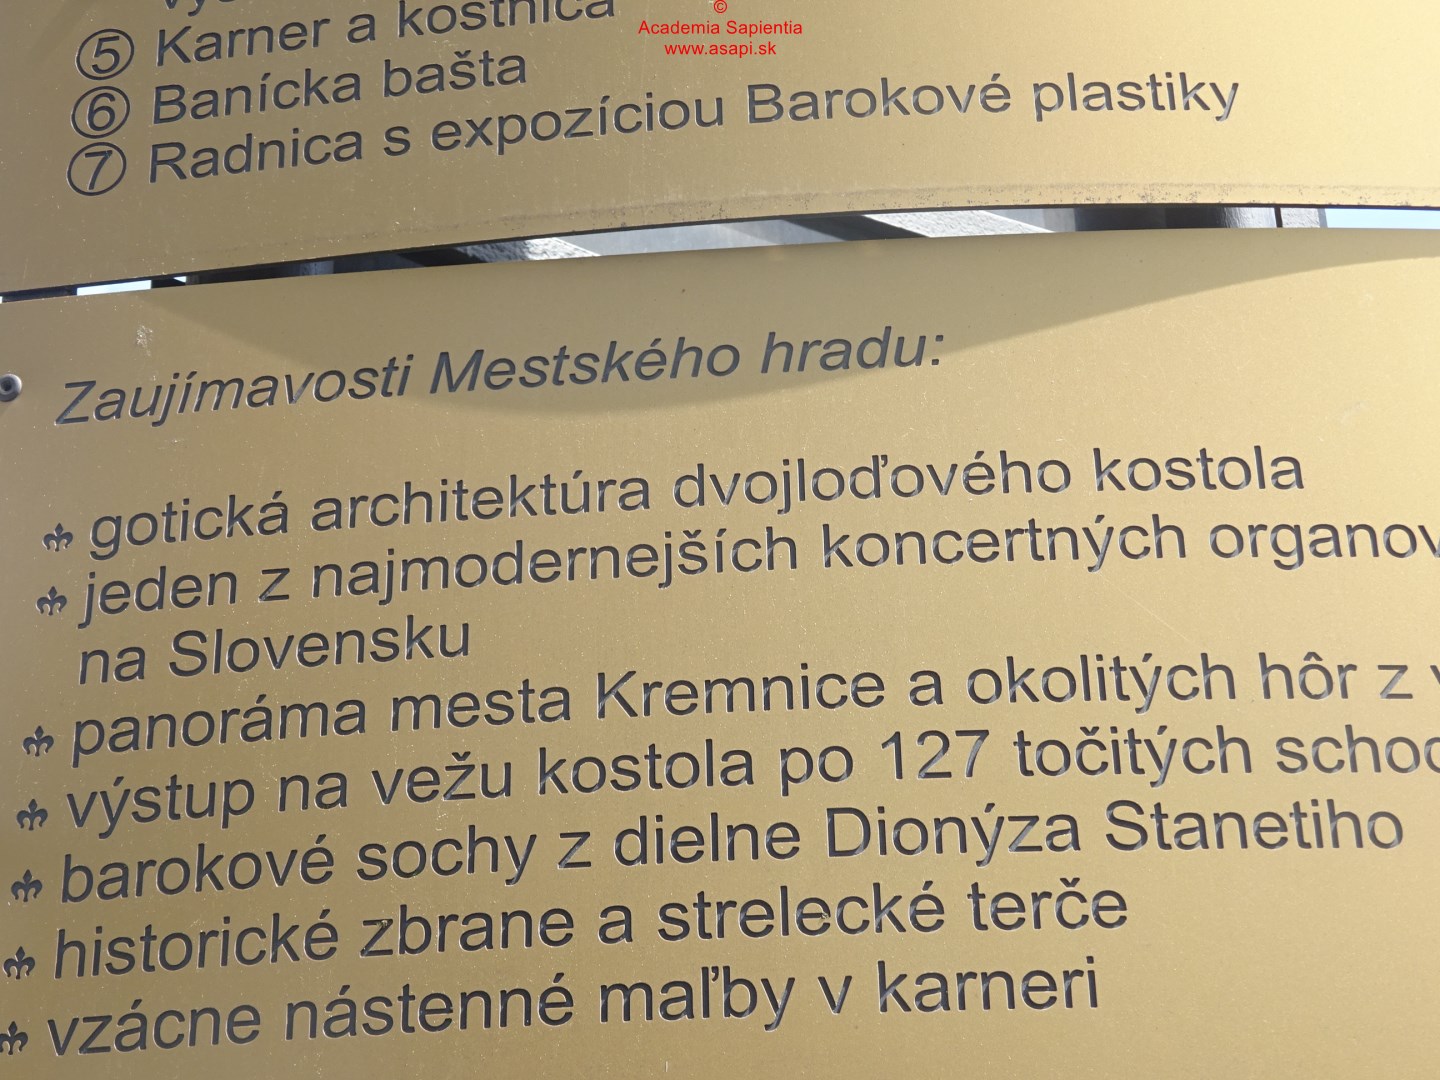 ©
Academia Sapientia
www.asapi.sk
5 Karner a kostnica
6 Banícka bašta
7 Radnica s expozíciou Barokové plastiky
Zaujímavosti Mestského hradu:
gotická architektúra dvojloďového kostola
jeden z najmodernejších koncertných organov
na Slovensku
panoráma mesta Kremnice a okolitých hôr z
výstup na vežu kostola po 127 točitých
barokové sochy z dielne Dionýza Stanetiho
historické zbrane a strelecké terče
vzácne nástenné maľby v karneri